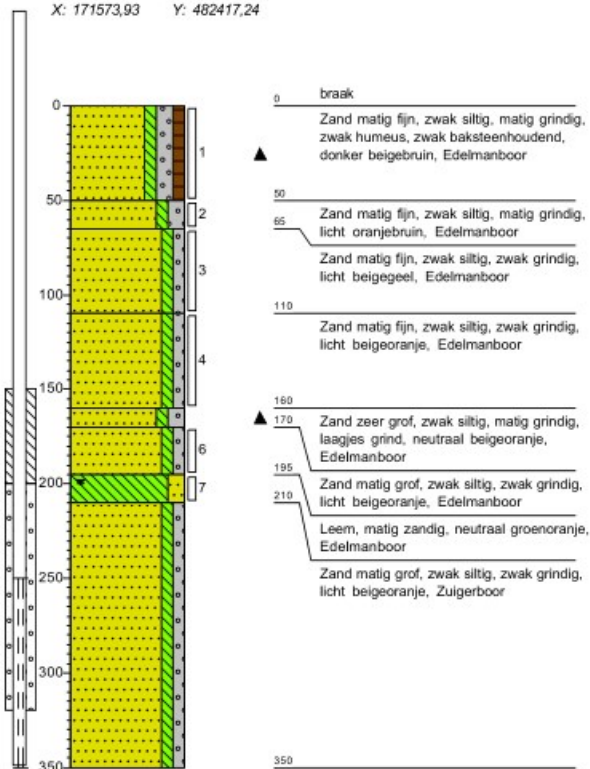 X: 171573,93 Y: 482417,24
0
50
100
150
200
250
300
350
1
2
3
4
6
7
0 braak
Zand matig fijn, zwak siltig, matig grindig,
zwak humeus, zwak baksteenhoudend,
donker beigebruin, Edelmanboor
50
Zand matig fijn, zwak siltig, matig grindig,
licht oranjebruin, Edelmanboor
65
Zand matig fijn, zwak siltig, zwak grindig,
licht beigegeel, Edelmanboor
110
Zand matig fijn, zwak siltig, zwak grindig,
licht beigeoranje, Edelmanboor
160
Zand zeer grof, zwak siltig, matig grindig,
laagjes grind, neutraal beigeoranje,
Edelmanboor
170
Zand matig grof, zwak siltig, zwak grindig,
licht beigeoranje, Edelmanboor
195
Leem, matig zandig, neutraal groenoranje,
Edelmanboor
210
Zand matig grof, zwak siltig, zwak grindig,
licht beigeoranje, Zuigerboor
350